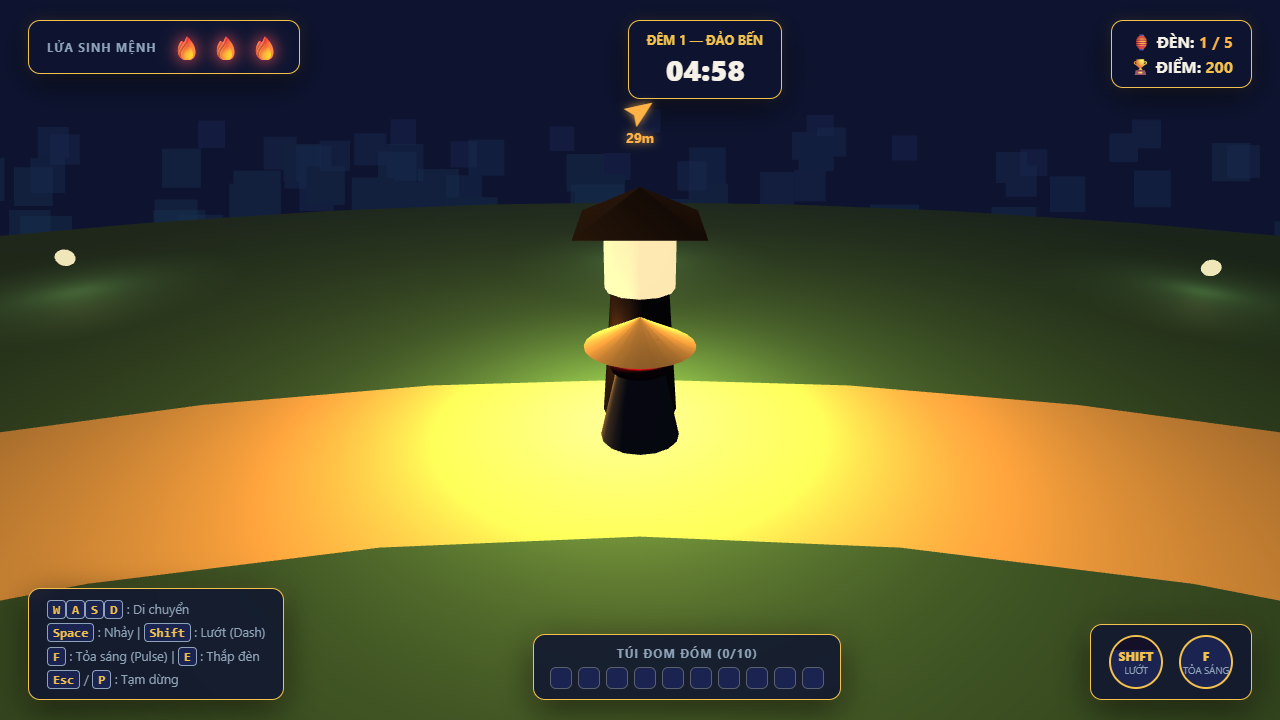 LỬA SINH MỆNH
ĐÊM 1 — ĐẢO BẾN
04:58
ĐÈN: 1 / 5
ĐIỂM: 200
29m
W A S D : Di chuyển
Space : Nhảy | Shift : Lướt (Dash)
F : Tỏa sáng (Pulse) | E : Thắp đèn
Esc / P : Tạm dừng
TÚI ĐOM ĐÓM (0/10)
SHIFT
LƯỚT
F
TỎA SÁNG